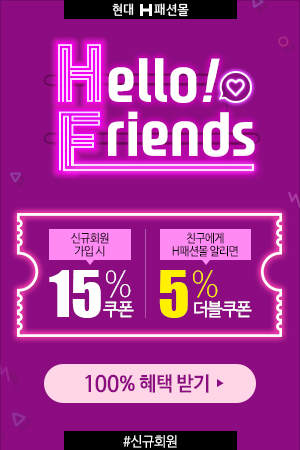 현대 H패션몰
Hello!
Friends
신규회원
가입 시
15% 쿠폰
친구에게
H패션몰 알리면
5% 더블쿠폰
100% 혜택 받기
#신규회원